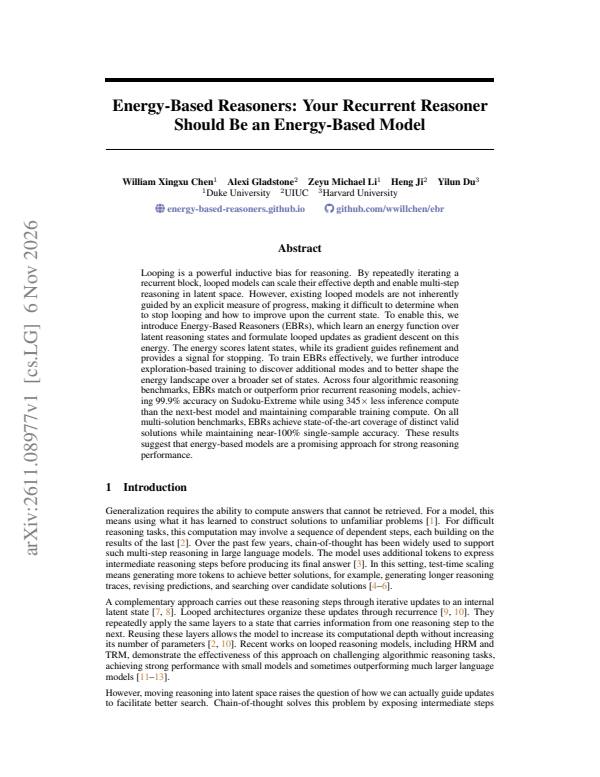 arXiv:2611.08977v1 [cs.LG] 6 Nov 2026
Energy-Based Reasoners: Your Recurrent Reasoner
Should Be an Energy-Based Model
William Xingxu Chen¹ Alexi Gladstone² Zeyu Michael Li¹ Heng Ji² Yilun Du³
¹Duke University ²UIUC ³Harvard University
energy-based-reasoners.github.io github.com/wwillchen/ebr
Abstract
Looping is a powerful inductive bias for reasoning. By repeatedly iterating a
recurrent block, looped models can scale their effective depth and enable multi-step
reasoning in latent space. However, existing looped models are not inherently
guided by an explicit measure of progress, making it difficult to determine when
to stop looping and how to improve upon the current state. To enable this, we
introduce Energy-Based Reasoners (EBRs), which learn an energy function over
latent reasoning states and formulate looped updates as gradient descent on this
energy. The energy scores latent states, while its gradient guides refinement and
provides a signal for stopping. To train EBRs effectively, we further introduce
exploration-based training to discover additional modes and to better shape the
energy landscape over a broader set of states. Across four algorithmic reasoning
benchmarks, EBRs match or outperform prior recurrent reasoning models, achiev-
ing 99.9% accuracy on Sudoku-Extreme while using 345× less inference compute
than the next-best model and maintaining comparable training compute. On all
multi-solution benchmarks, EBRs achieve state-of-the-art coverage of distinct valid
solutions while maintaining near-100% single-sample accuracy. These results
suggest that energy-based models are a promising approach for strong reasoning
performance.
1 Introduction
Generalization requires the ability to compute answers that cannot be retrieved. For a model, this
means using what it has learned to construct solutions to unfamiliar problems [1]. For difficult
reasoning tasks, this computation may involve a sequence of dependent steps, each building on the
results of the last [2]. Over the past few years, chain-of-thought has been widely used to support
such multi-step reasoning in large language models. The model uses additional tokens to express
intermediate reasoning steps before producing its final answer [3]. In this setting, test-time scaling
means generating more tokens to achieve better solutions, for example, generating longer reasoning
traces, revising predictions, and searching over candidate solutions [4–6].
A complementary approach carries out these reasoning steps through iterative updates to an internal
latent state [7, 8]. Looped architectures organize these updates through recurrence [9, 10]. They
repeatedly apply the same layers to a state that carries information from one reasoning step to the
next. Reusing these layers allows the model to increase its computational depth without increasing
its number of parameters [2, 10]. Recent works on looped reasoning models, including HRM and
TRM, demonstrate the effectiveness of this approach on challenging algorithmic reasoning tasks,
achieving strong performance with small models and sometimes outperforming much larger language
models [11–13].
However, moving reasoning into latent space raises the question of how we can actually guide updates
to facilitate better search. Chain-of-thought solves this problem by exposing intermediate steps